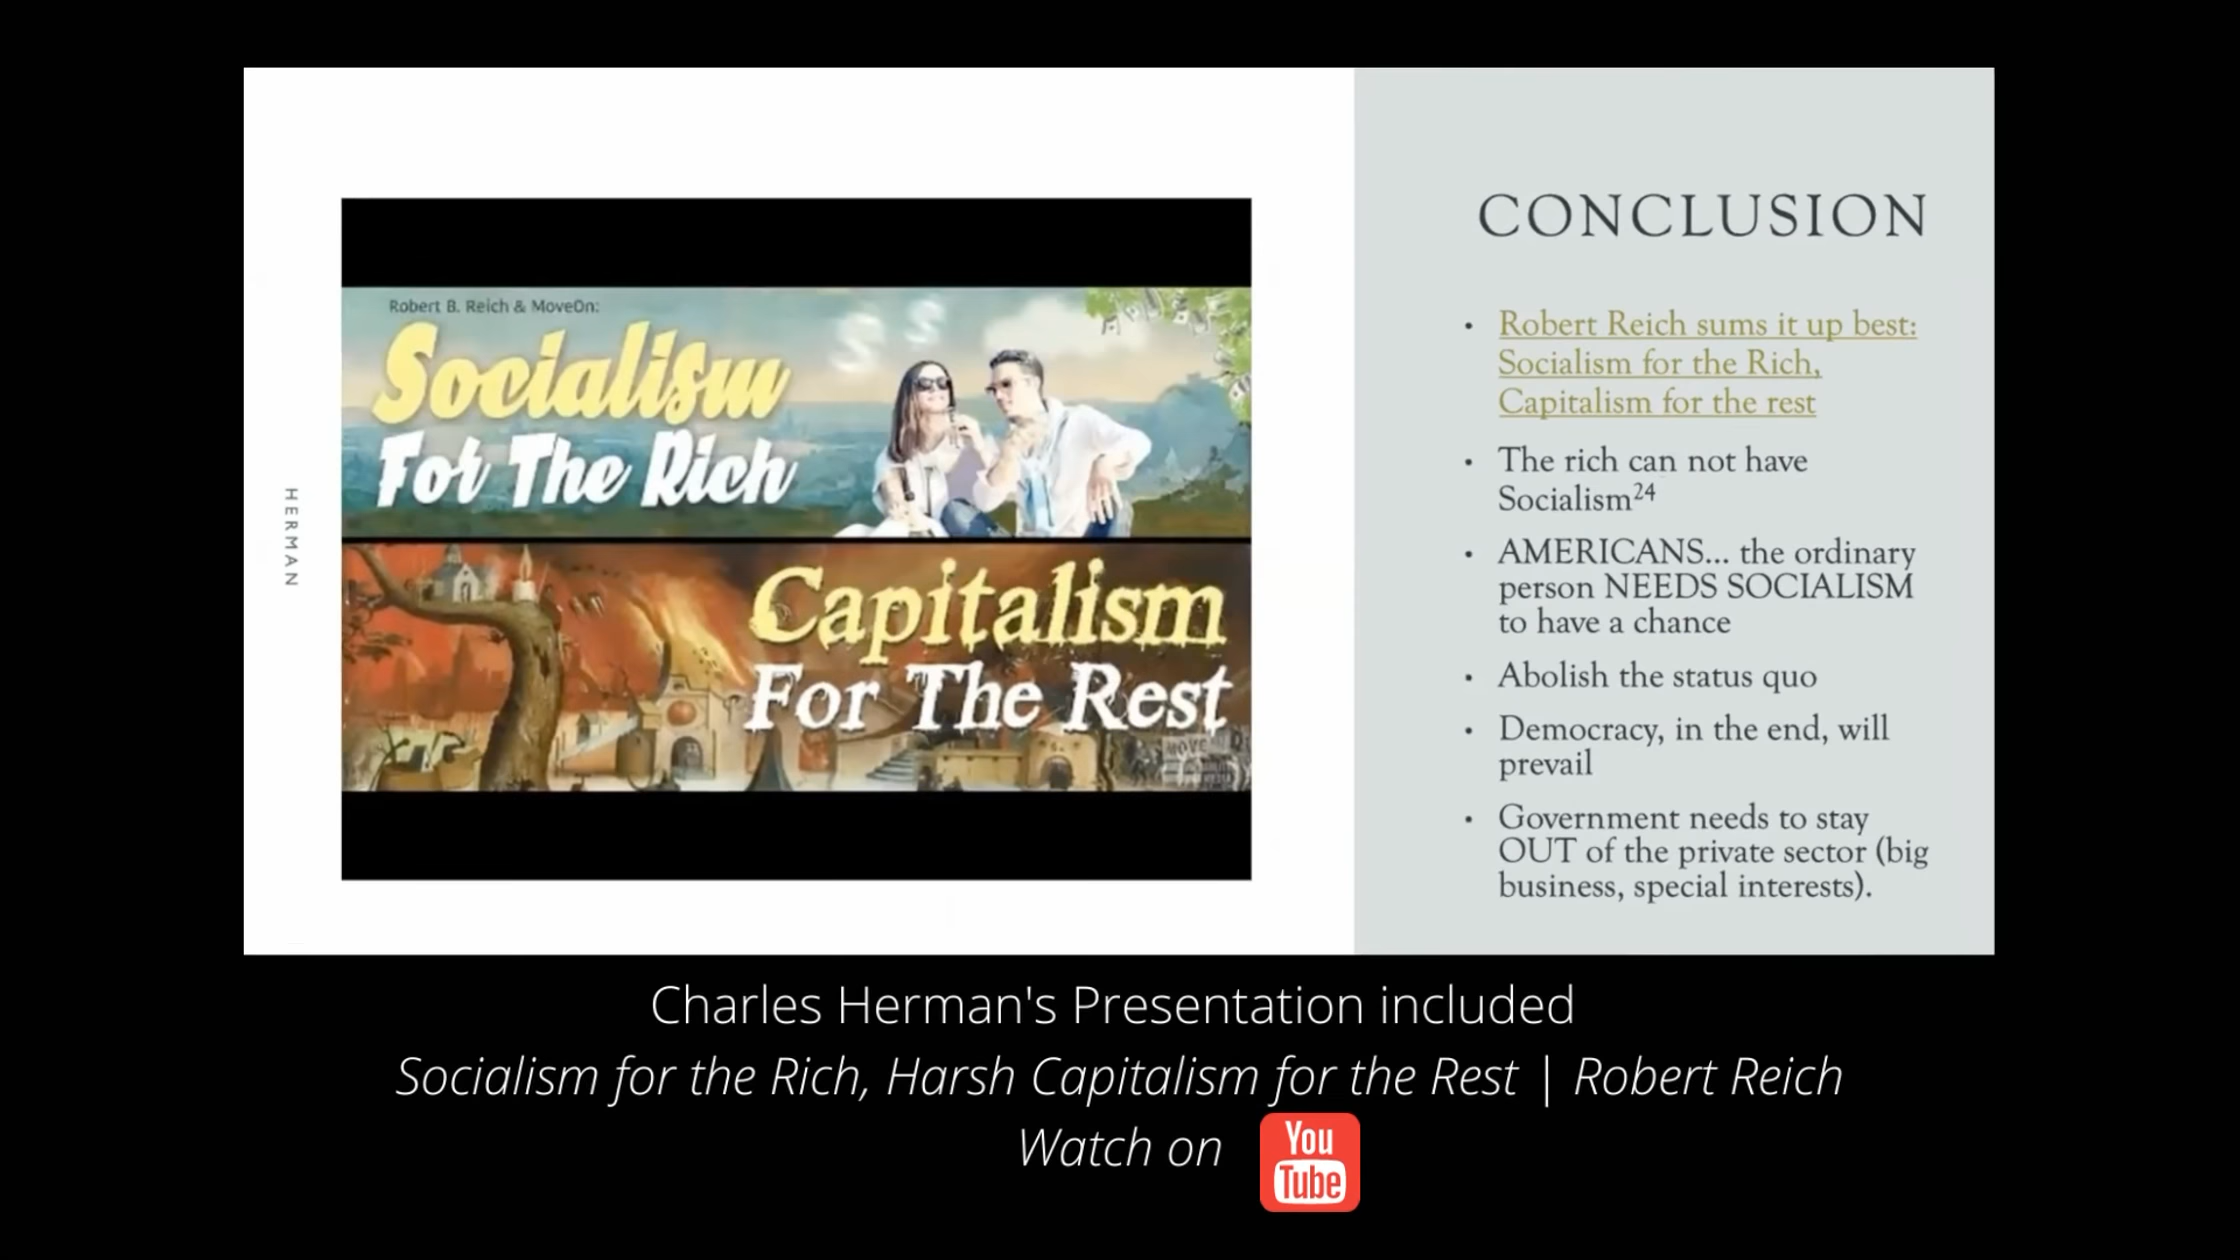 HERMAN
Robert B. Reich & MoveOn:
Socialism
For The Rich
Capitalism
For The Rest
CONCLUSION
• Robert Reich sums it up best:
Socialism for the Rich,
Capitalism for the rest
• The rich can not have
Socialism²⁴
• AMERICANS... the ordinary
person NEEDS SOCIALISM
to have a chance
• Abolish the status quo
• Democracy, in the end, will
prevail
• Government needs to stay
OUT of the private sector (big
business, special interests).
Charles Herman's Presentation included
Socialism for the Rich, Harsh Capitalism for the Rest | Robert Reich
Watch on
You
Tube